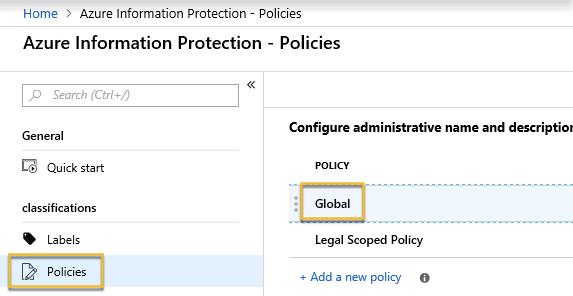 Home > Azure Information Protection - Policies
Azure Information Protection - Policies
Search (Ctrl+/)
«
General
Quick start
classifications
Labels
Policies
Configure administrative name and description
POLICY
Global
Legal Scoped Policy
+ Add a new policy